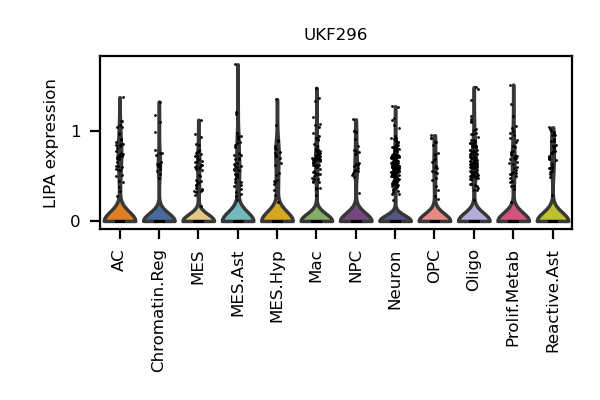 UKF296
LIPA expression
1
0
AC
Chromatin.Reg
MES
MES.Ast
MES.Hyp
Mac
NPC
Neuron
OPC
Oligo
Prolif.Metab
Reactive.Ast